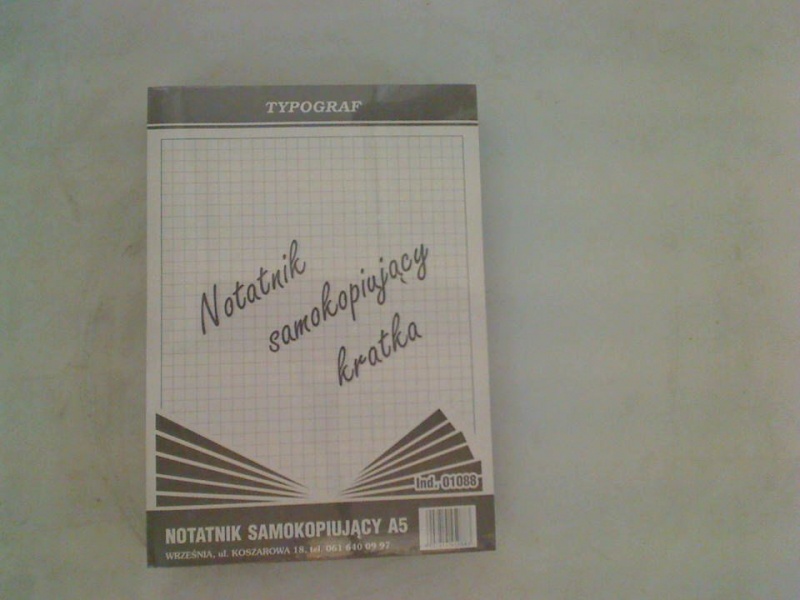 TYPOGRAF
Notatnik
samokopiujący
kratka
Ind. 01088
NOTATNIK SAMOKOPIUJĄCY A5
WRZEŚNIA, ul. KOSZAROWA 18, tel. 061 640 09 97